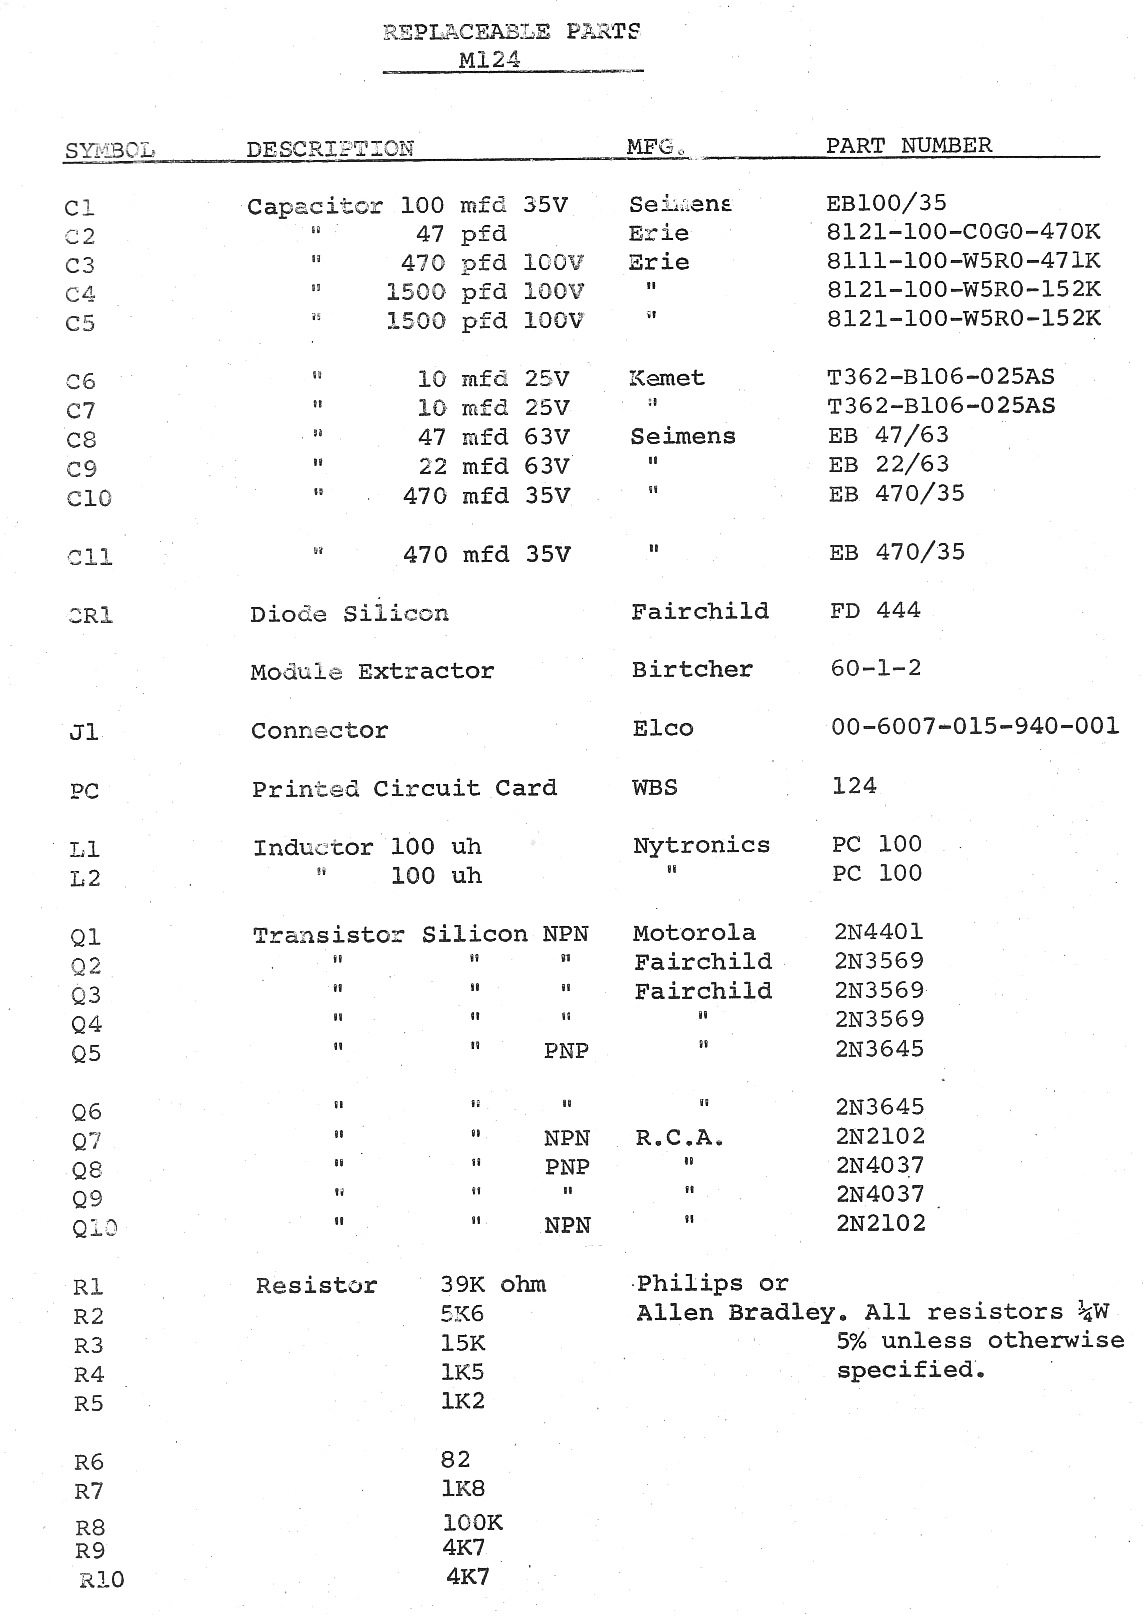 REPLACEABLE PARTS
M124
SYMBOL DESCRIPTION MFG. PART NUMBER
C1 Capacitor 100 mfd 35V Seimens EB100/35
C2 " 47 pfd Erie 8121-100-C0G0-470K
C3 " 470 pfd 100V Erie 8111-100-W5R0-471K
C4 " 1500 pfd 100V " 8121-100-W5R0-152K
C5 " 1500 pfd 100V " 8121-100-W5R0-152K
C6 " 10 mfd 25V Kemet T362-B106-025AS
C7 " 10 mfd 25V " T362-B106-025AS
C8 " 47 mfd 63V Seimens EB 47/63
C9 " 22 mfd 63V " EB 22/63
C10 " 470 mfd 35V " EB 470/35
C11 " 470 mfd 35V " EB 470/35
CR1 Diode Silicon Fairchild FD 444
Module Extractor Birtcher 60-1-2
J1 Connector Elco 00-6007-015-940-001
PC Printed Circuit Card WBS 124
L1 Inductor 100 uh Nytronics PC 100
L2 " 100 uh " PC 100
Q1 Transistor Silicon NPN Motorola 2N4401
Q2 " " " Fairchild 2N3569
Q3 " " " Fairchild 2N3569
Q4 " " " " 2N3569
Q5 " " PNP " 2N3645
Q6 " " " " 2N3645
Q7 " " NPN R.C.A. 2N2102
Q8 " " PNP " 2N4037
Q9 " " " " 2N4037
Q10 " " NPN " 2N2102
R1 Resistor 39K ohm Philips or
R2 5K6 Allen Bradley. All resistors ¼W
R3 15K 5% unless otherwise
R4 1K5 specified.
R5 1K2
R6 82
R7 1K8
R8 100K
R9 4K7
R10 4K7